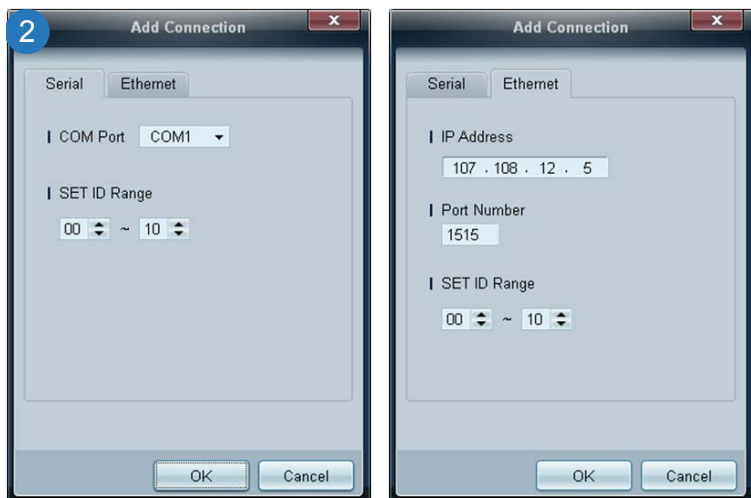 2
Add Connection
x
Serial Ethernet
COM Port COM1
SET ID Range
00 ~ 10
OK Cancel
Add Connection
x
Serial Ethernet
IP Address
107 . 108 . 12 . 5
Port Number
1515
SET ID Range
00 ~ 10
OK Cancel